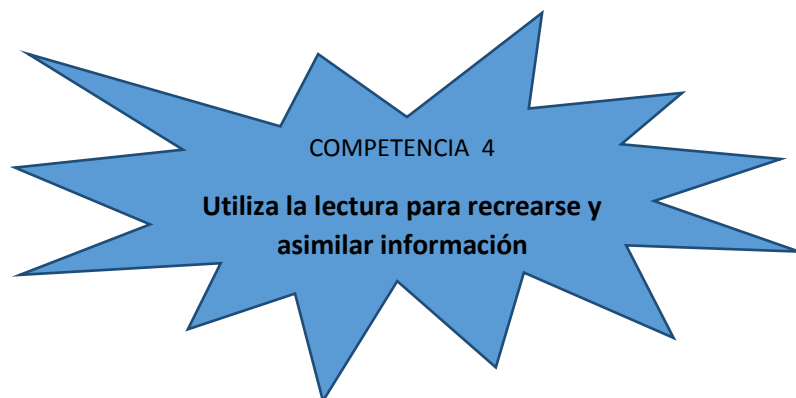 COMPETENCIA  4
Utiliza la lectura para recrearse y
asimilar información